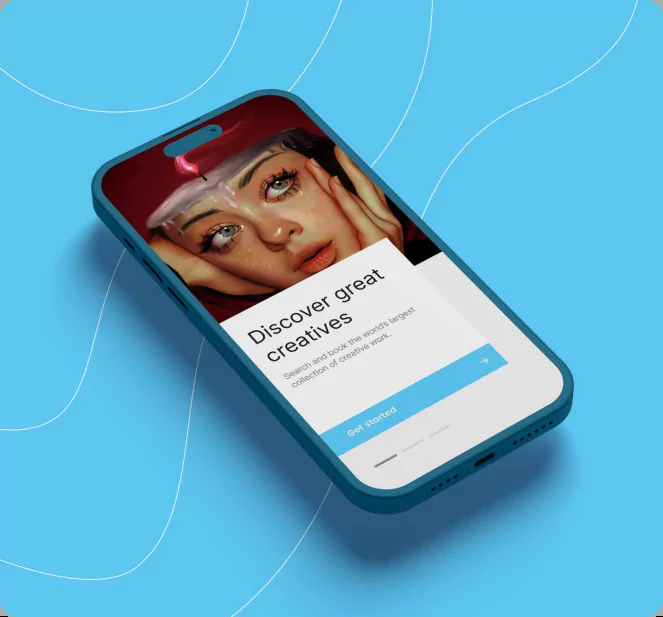 Discover great
creatives
Search and book the world's largest
collection of creative work.
Get started